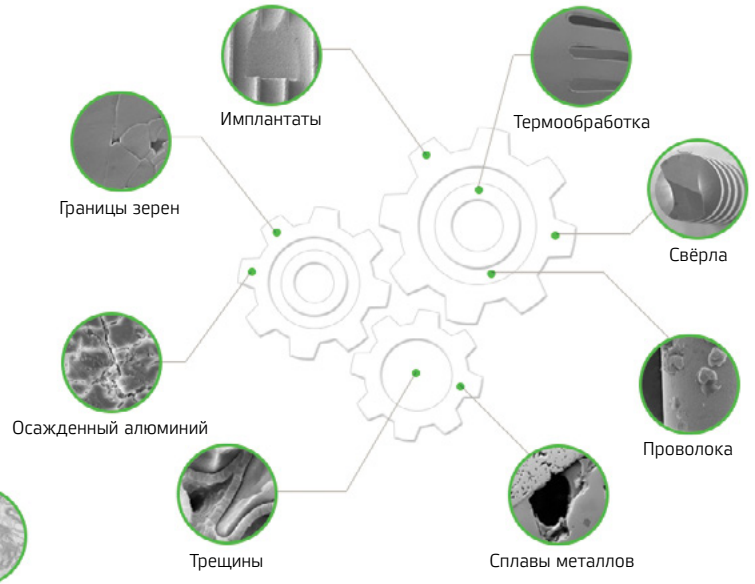 Имплантаты
Термообработка
Границы зерен
Свёрла
Осажденный алюминий
Проволока
Трещины
Сплавы металлов